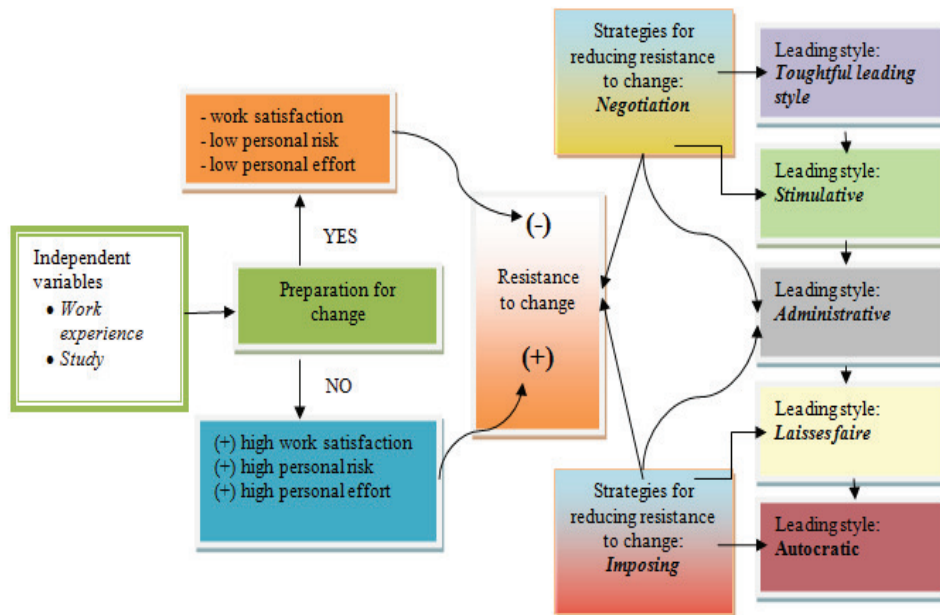 Independent
variables
• Work
experience
• Study
- work satisfaction
- low personal risk
- low personal effort
YES
Preparation for
change
NO
(+) high work satisfaction
(+) high personal risk
(+) high personal effort
(-)
Resistance
to change
(+)
Strategies for
reducing resistance
to change:
Negotiation
Strategies for
reducing resistance
to change:
Imposing
Leading style:
Toughtful leading
style
Leading style:
Stimulative
Leading style:
Administrative
Leading style:
Laisses faire
Leading style:
Autocratic